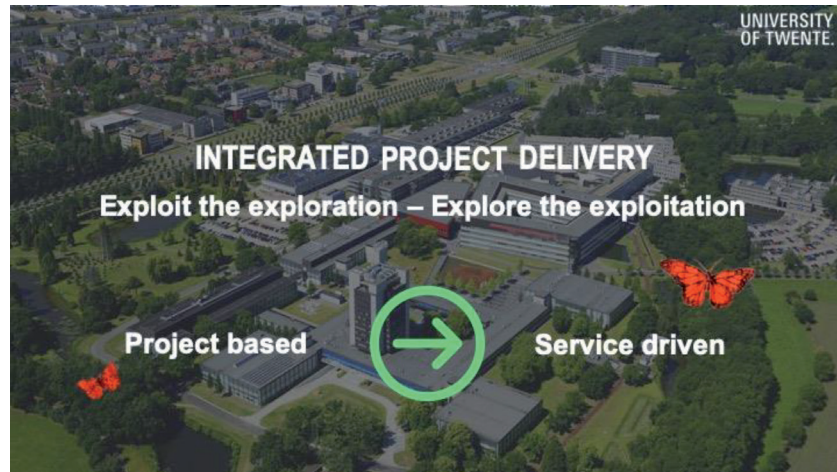 UNIVERSITY
OF TWENTE.
INTEGRATED PROJECT DELIVERY
Exploit the exploration – Explore the exploitation
Project based
Service driven